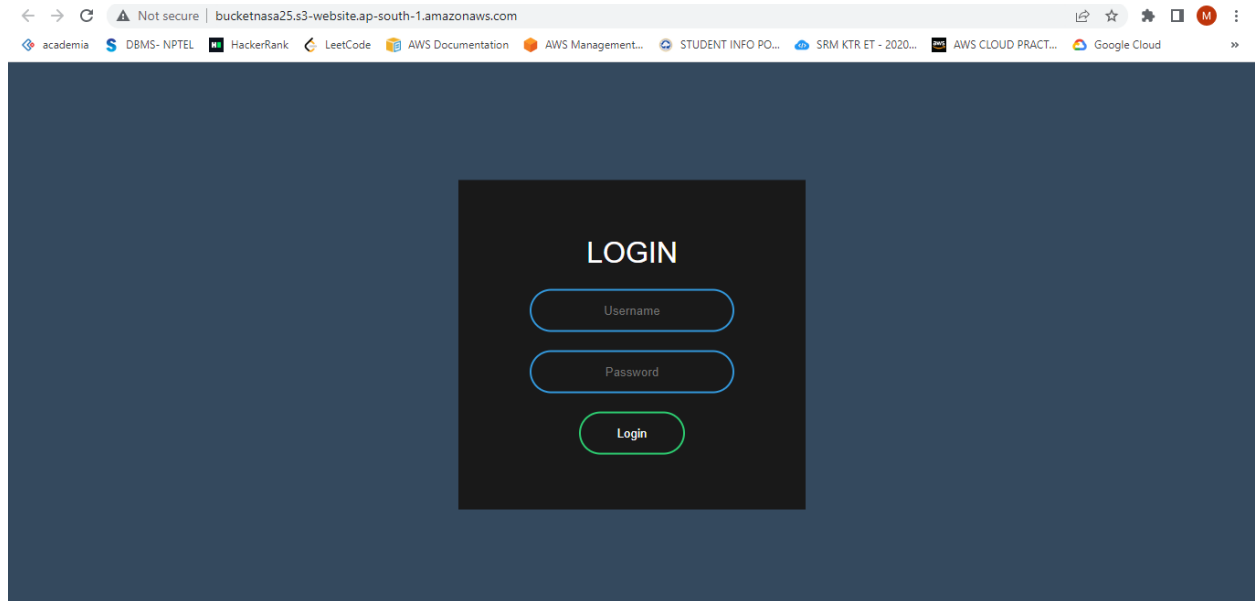 Not secure bucketnasa25.s3-website.ap-south-1.amazonaws.com M
academia DBMS- NPTEL HackerRank LeetCode AWS Documentation AWS Management... STUDENT INFO PO... SRM KTR ET - 2020... aws AWS CLOUD PRACT... Google Cloud »
LOGIN
Username
Password
Login